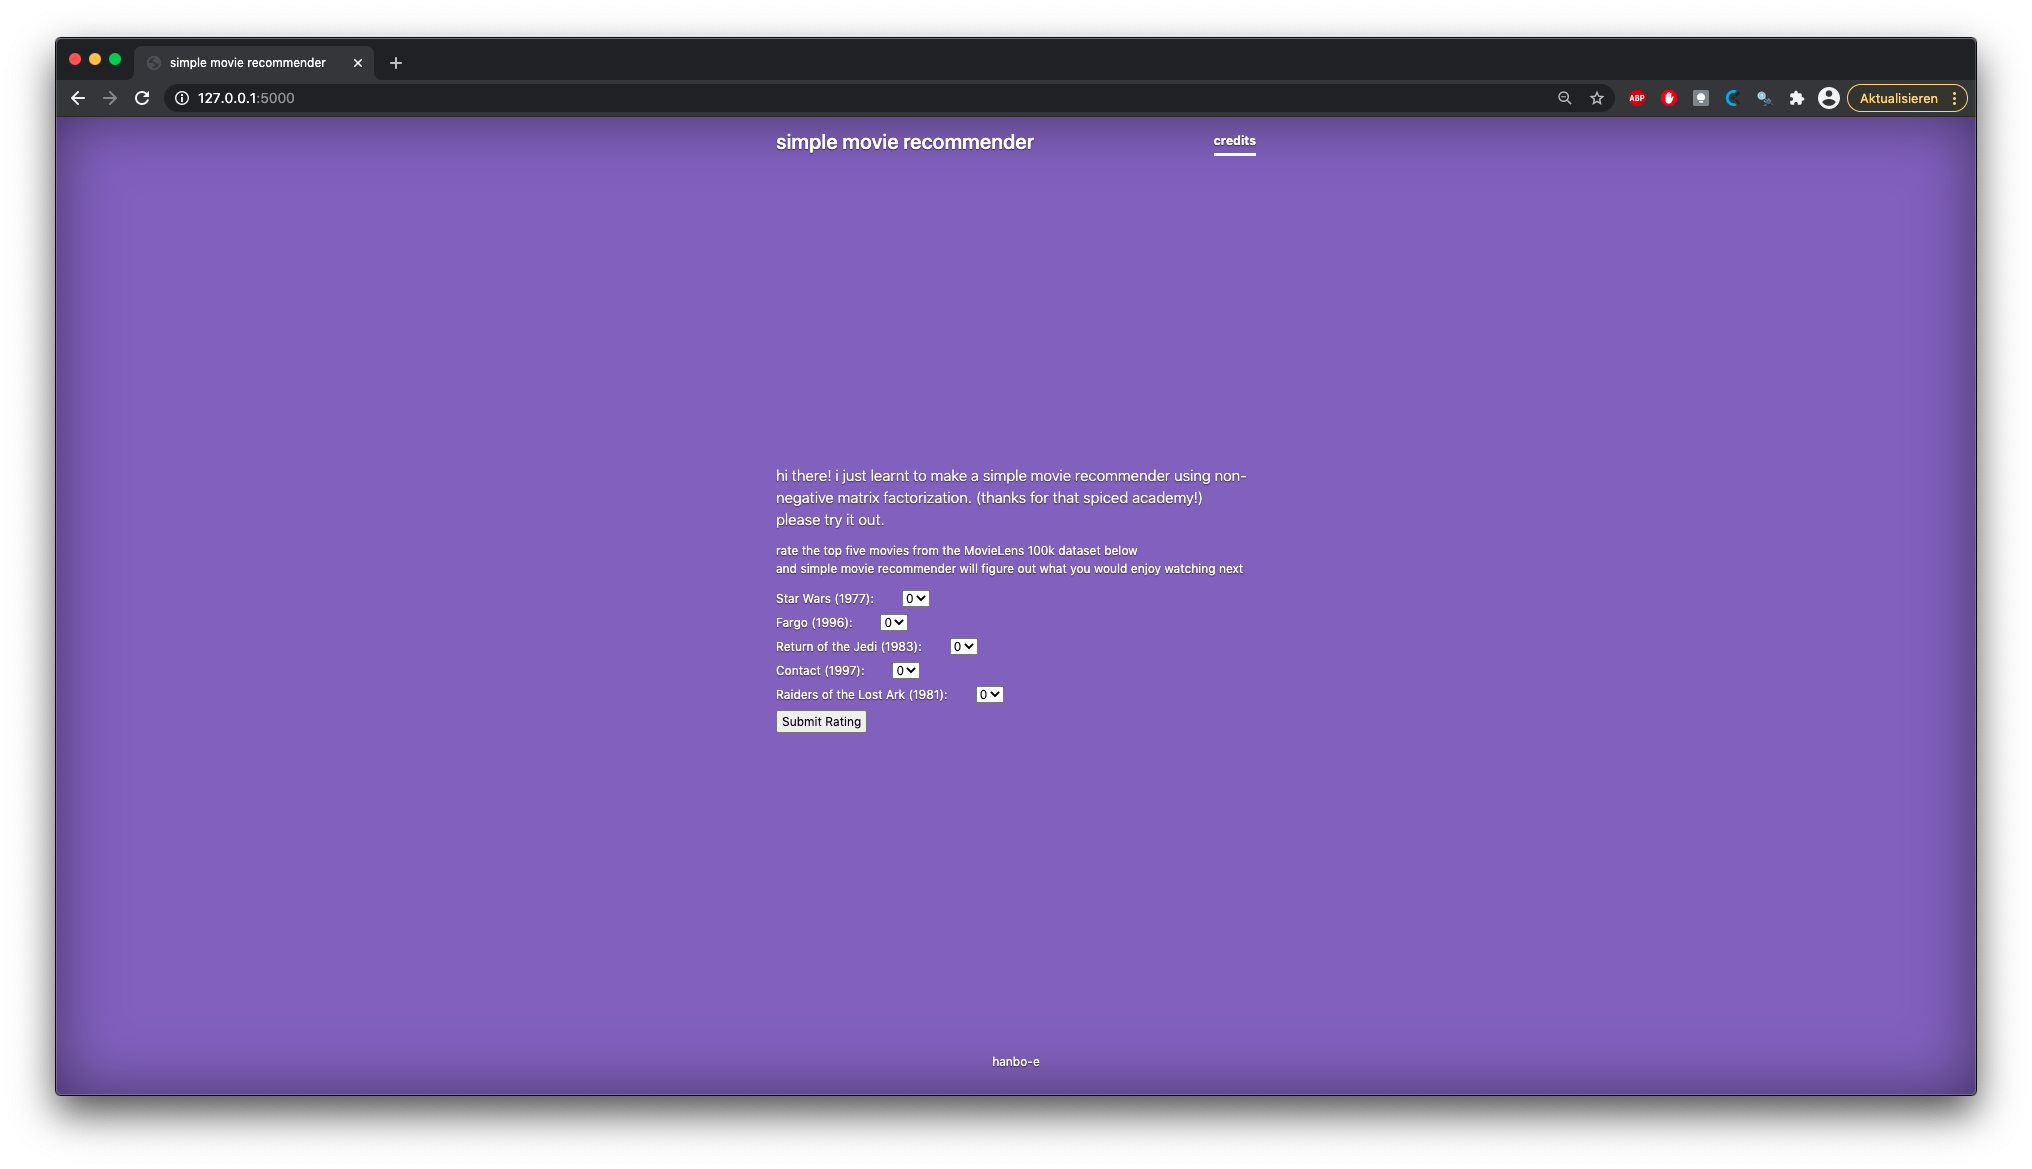 simple movie recommender
127.0.0.1:5000
ABP
Aktualisieren
simple movie recommender
credits
hi there! i just learnt to make a simple movie recommender using non-
negative matrix factorization. (thanks for that spiced academy!)
please try it out.
rate the top five movies from the MovieLens 100k dataset below
and simple movie recommender will figure out what you would enjoy watching next
Star Wars (1977): 0
Fargo (1996): 0
Return of the Jedi (1983): 0
Contact (1997): 0
Raiders of the Lost Ark (1981): 0
Submit Rating
hanbo-e